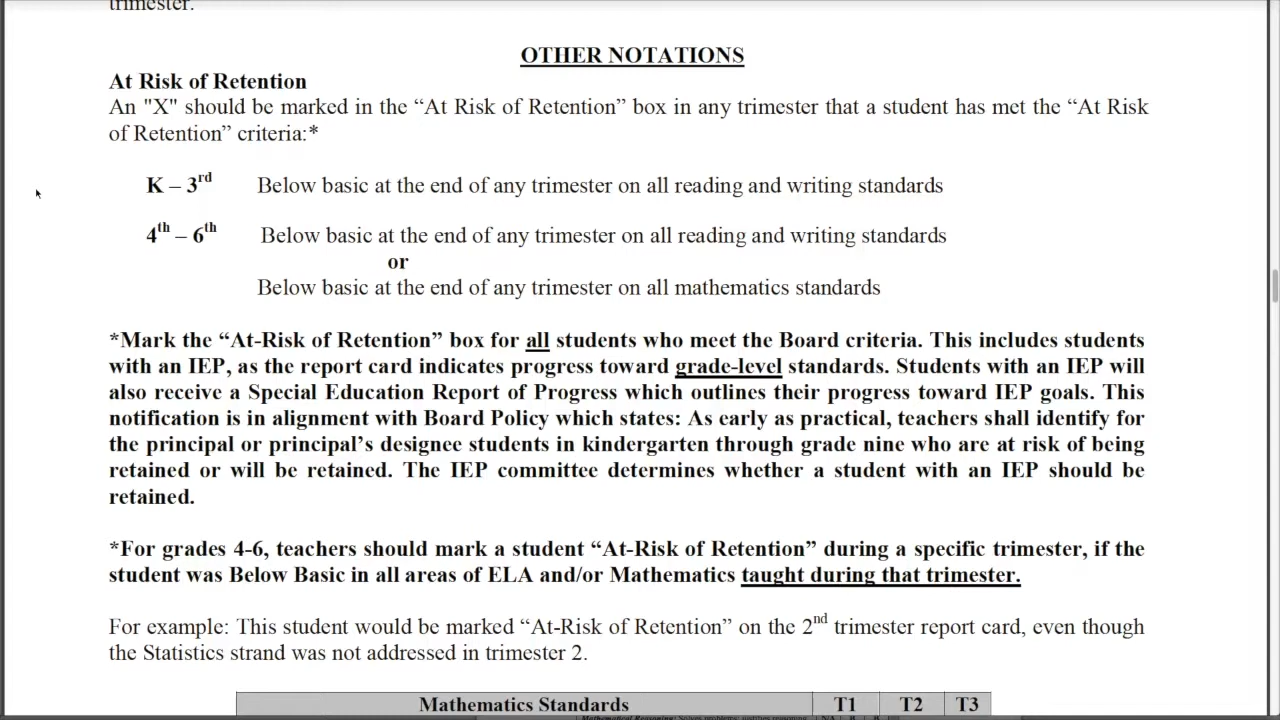 trimester.
OTHER NOTATIONS
At Risk of Retention
An "X" should be marked in the “At Risk of Retention” box in any trimester that a student has met the “At Risk
of Retention” criteria:*
K – 3rd Below basic at the end of any trimester on all reading and writing standards
4th – 6th Below basic at the end of any trimester on all reading and writing standards
or
Below basic at the end of any trimester on all mathematics standards
*Mark the “At-Risk of Retention” box for all students who meet the Board criteria. This includes students
with an IEP, as the report card indicates progress toward grade-level standards. Students with an IEP will
also receive a Special Education Report of Progress which outlines their progress toward IEP goals. This
notification is in alignment with Board Policy which states: As early as practical, teachers shall identify for
the principal or principal’s designee students in kindergarten through grade nine who are at risk of being
retained or will be retained. The IEP committee determines whether a student with an IEP should be
retained.
*For grades 4-6, teachers should mark a student “At-Risk of Retention” during a specific trimester, if the
student was Below Basic in all areas of ELA and/or Mathematics taught during that trimester.
For example: This student would be marked “At-Risk of Retention” on the 2nd trimester report card, even though
the Statistics strand was not addressed in trimester 2.
Mathematics Standards T1 T2 T3